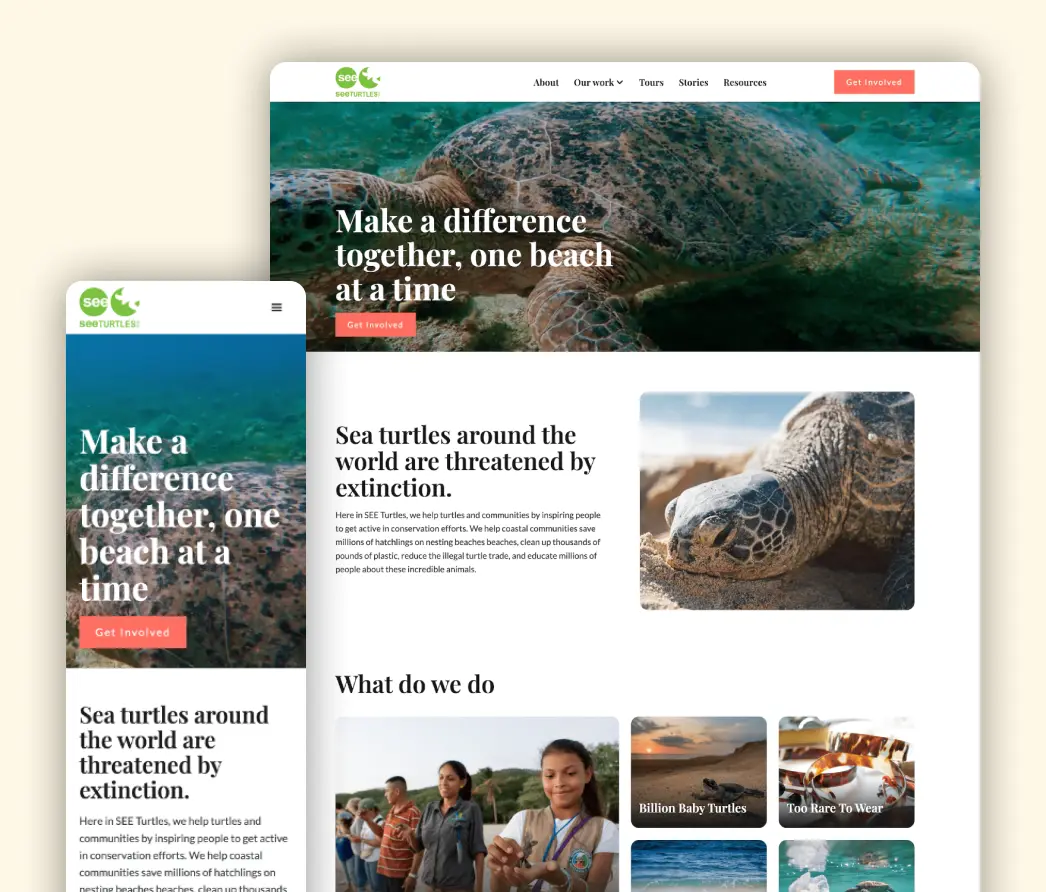 see
seeTURTLES
About
Our work
Tours
Stories
Resources
Get Involved
Make a difference
together, one beach
at a time
Get Involved
Sea turtles around the
world are threatened by
extinction.
Here in SEE Turtles, we help turtles and communities by inspiring people
to get active in conservation efforts. We help coastal communities save
millions of hatchlings on nesting beaches beaches, clean up thousands of
pounds of plastic, reduce the illegal turtle trade, and educate millions of
people about these incredible animals.
What do we do
Billion Baby Turtles
Too Rare To Wear
see
seeTURTLES
Make a
difference
together, one
beach at a
time
Get Involved
Sea turtles around
the world are
threatened by
extinction.
Here in SEE Turtles, we help turtles and
communities by inspiring people to get active
in conservation efforts. We help coastal
communities save millions of hatchlings on
nesting beaches beaches, clean up thousands